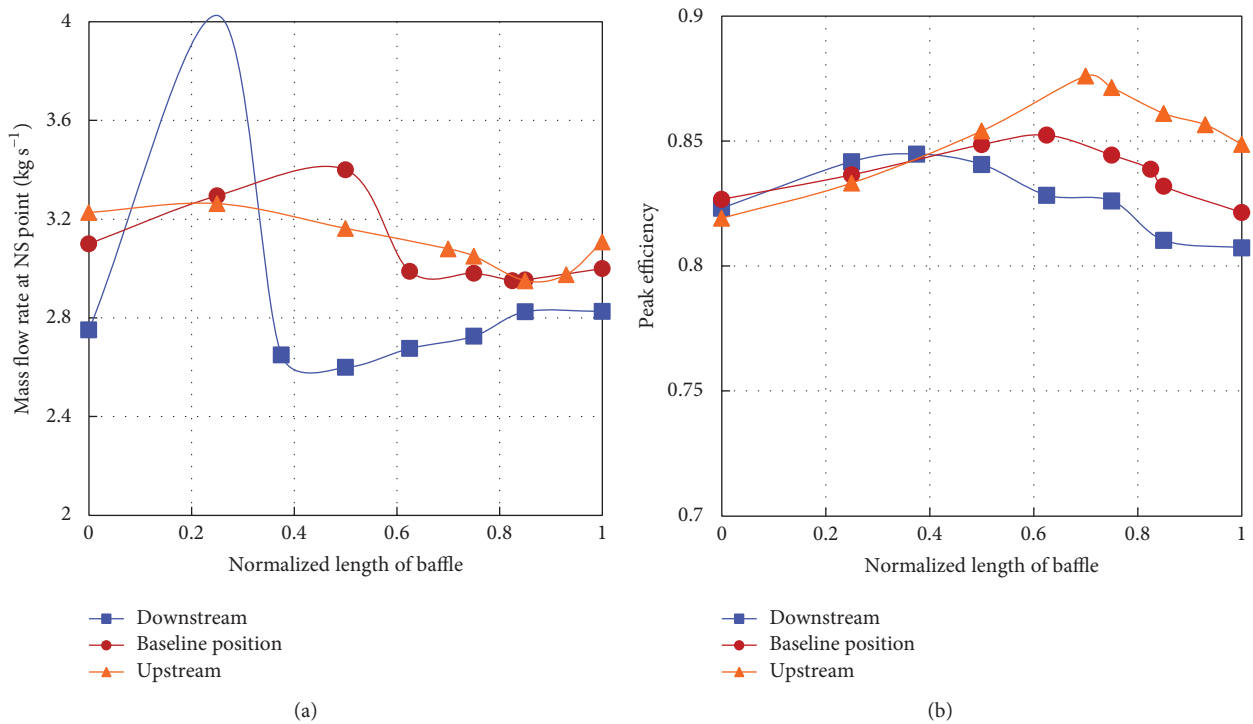 4
3.6
3.2
2.8
2.4
2
0
0.2
0.4
0.6
0.8
1
Mass flow rate at NS point (kg s⁻¹)
Normalized length of baffle
Downstream
Baseline position
Upstream
(a)
0.9
0.85
0.8
0.75
0.7
0
0.2
0.4
0.6
0.8
1
Peak efficiency
Normalized length of baffle
Downstream
Baseline position
Upstream
(b)